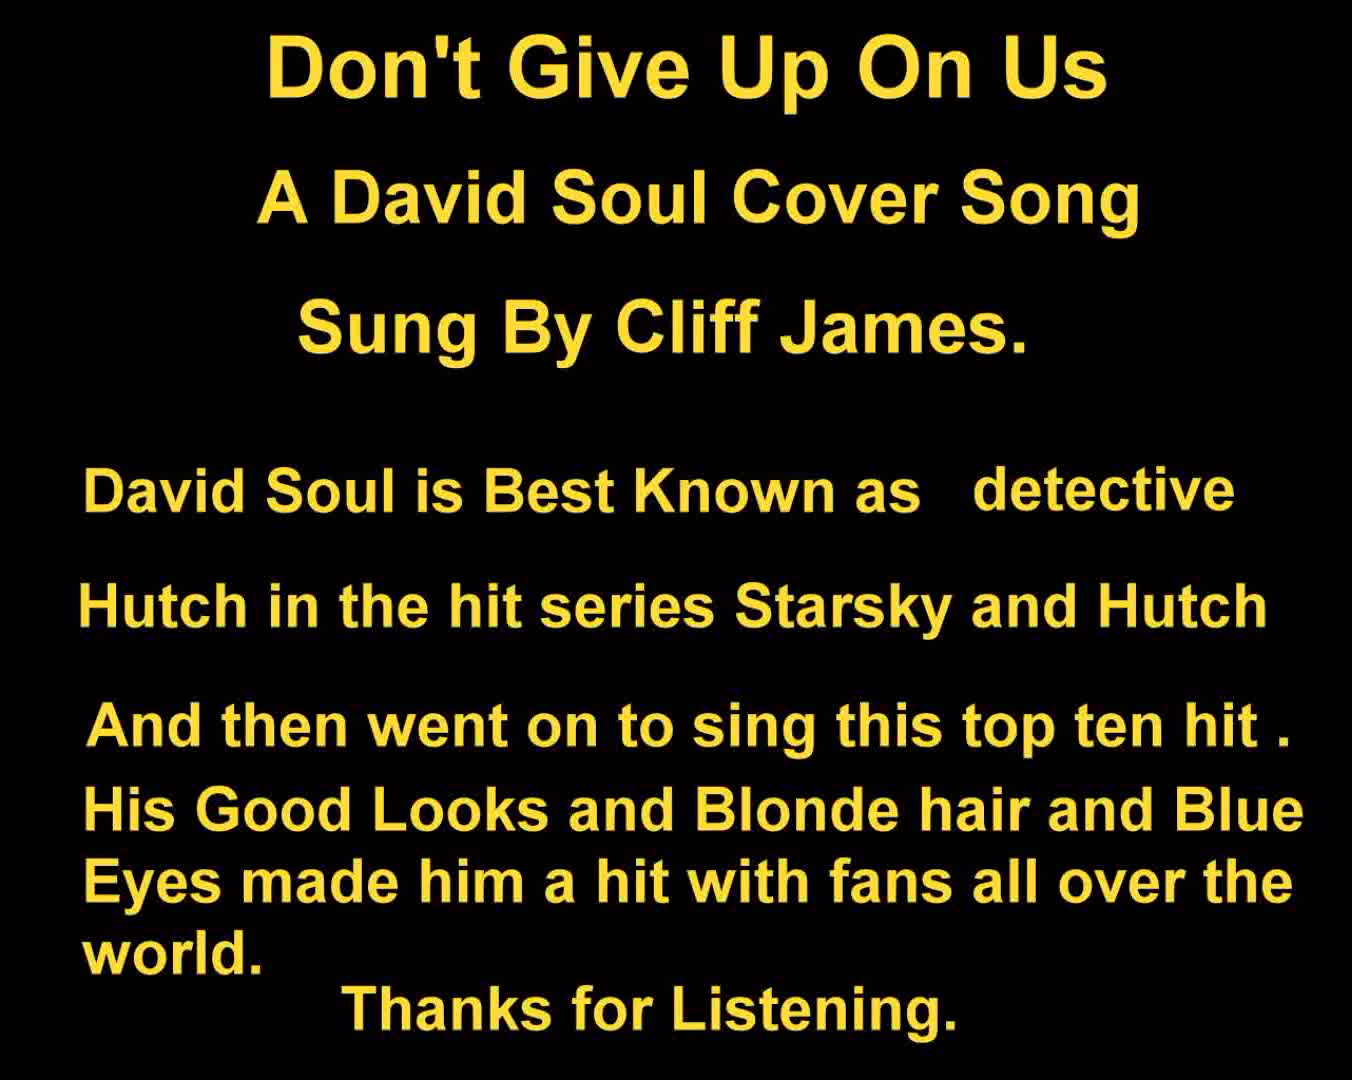 Don't Give Up On Us
A David Soul Cover Song
Sung By Cliff James.
David Soul is Best Known as detective
Hutch in the hit series Starsky and Hutch
And then went on to sing this top ten hit .
His Good Looks and Blonde hair and Blue
Eyes made him a hit with fans all over the
world.
Thanks for Listening.